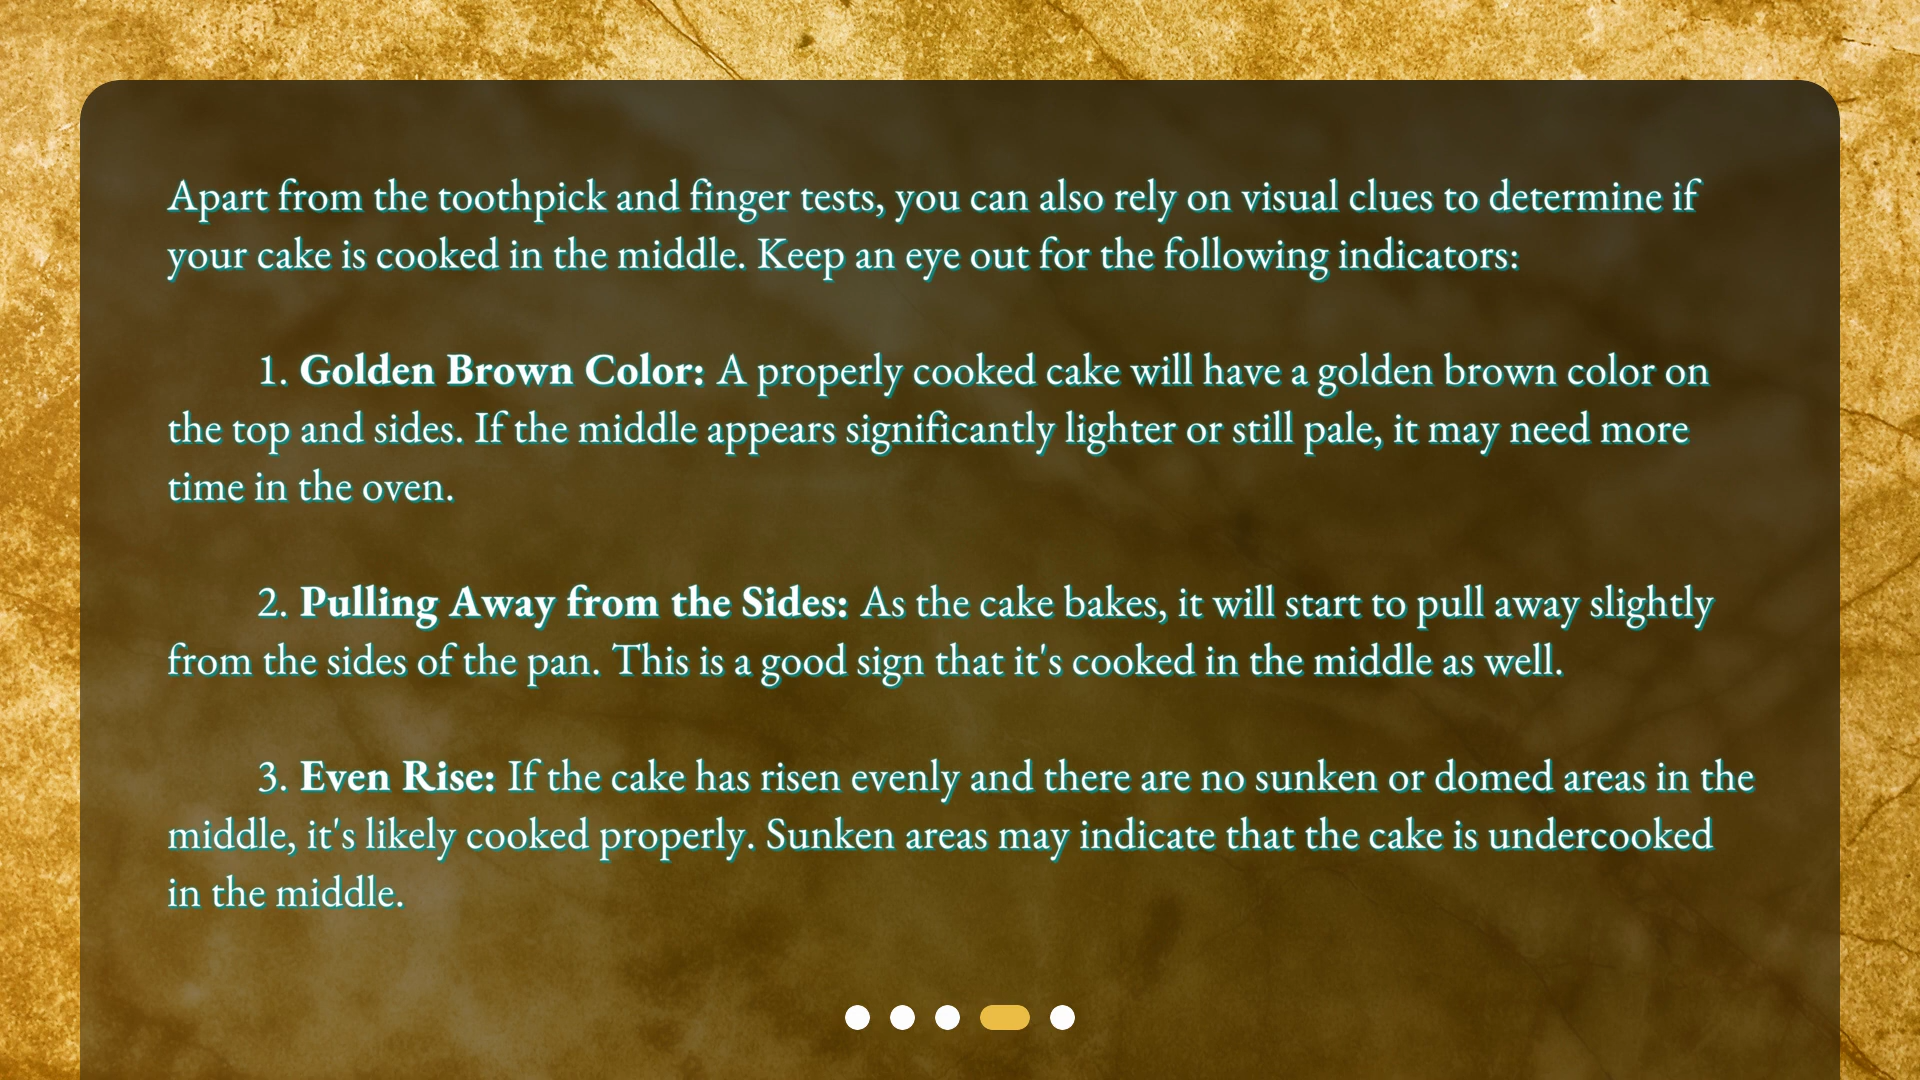 Apart from the toothpick and finger tests, you can also rely on visual clues to determine if
your cake is cooked in the middle. Keep an eye out for the following indicators:
1. Golden Brown Color: A properly cooked cake will have a golden brown color on
the top and sides. If the middle appears significantly lighter or still pale, it may need more
time in the oven.
2. Pulling Away from the Sides: As the cake bakes, it will start to pull away slightly
from the sides of the pan. This is a good sign that it's cooked in the middle as well.
3. Even Rise: If the cake has risen evenly and there are no sunken or domed areas in the
middle, it's likely cooked properly. Sunken areas may indicate that the cake is undercooked
in the middle.